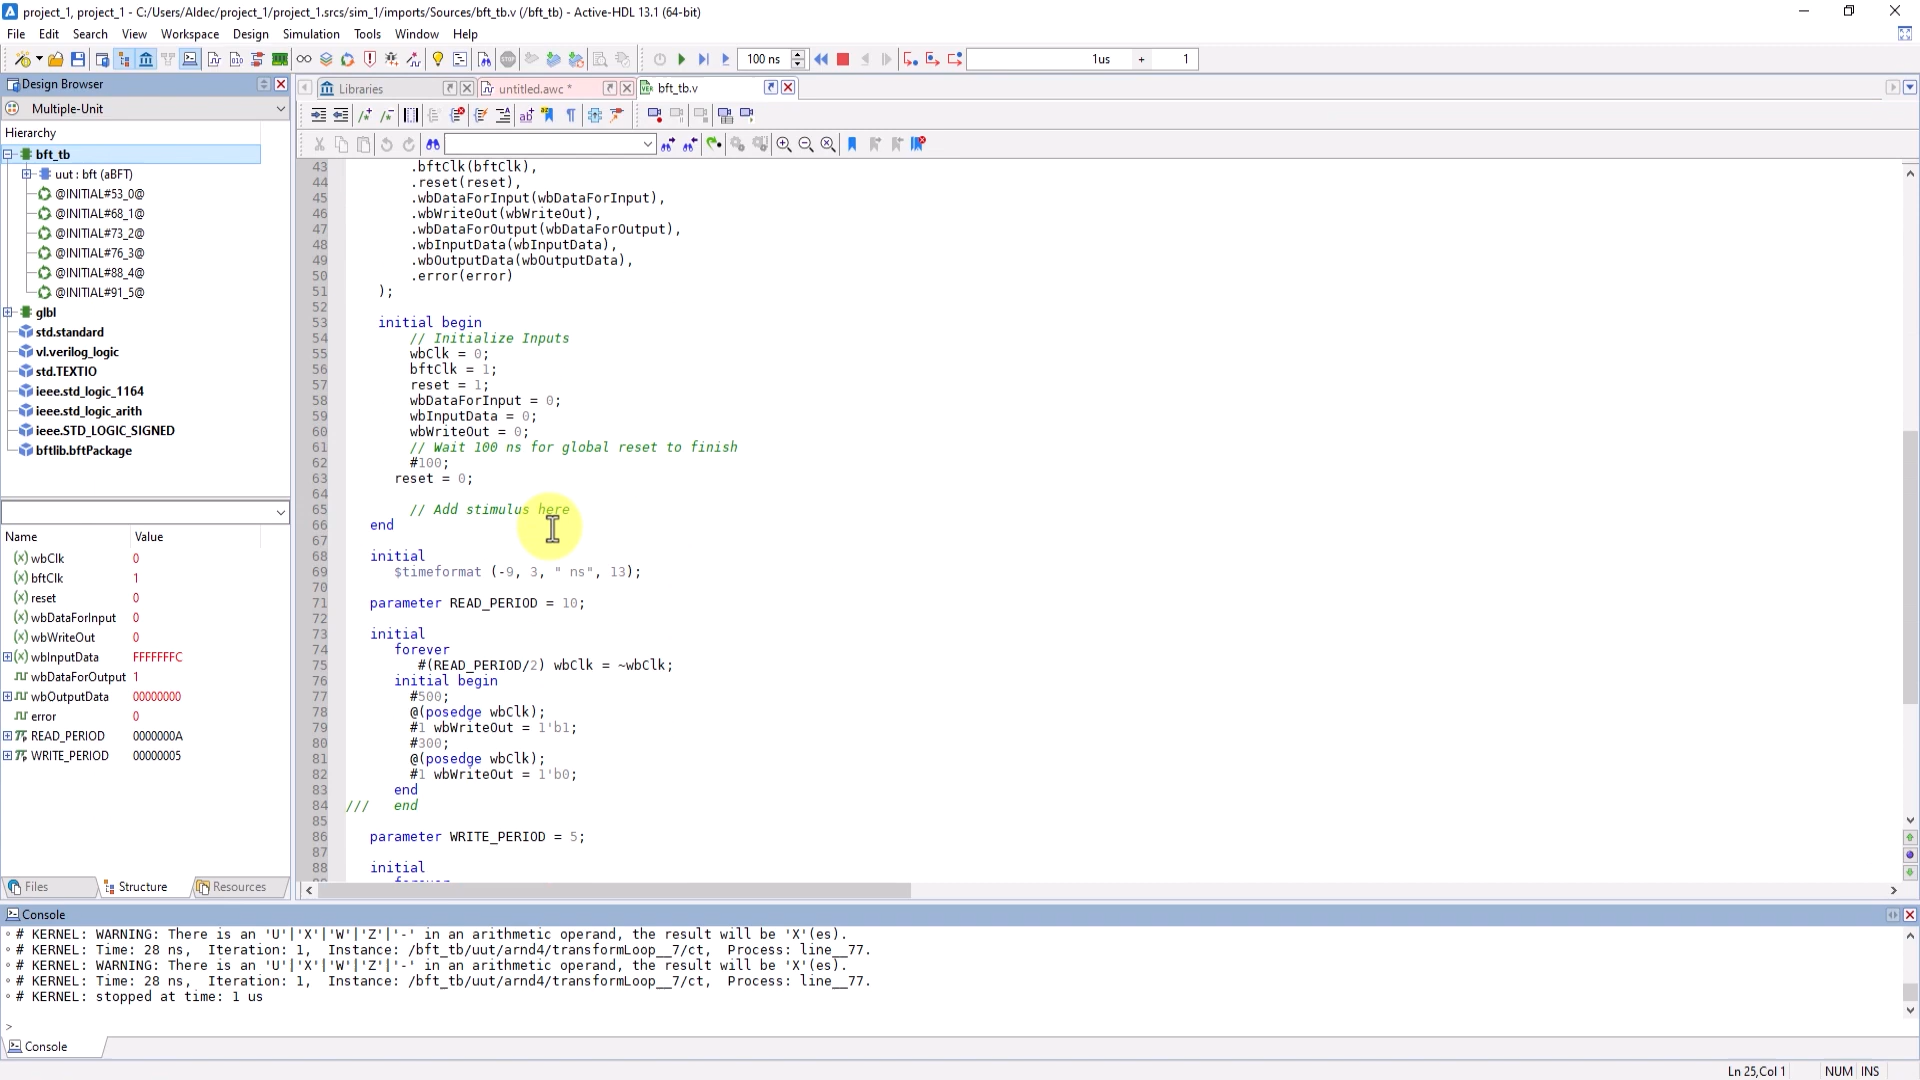 project_1, project_1 - C:/Users/Aldec/project_1/project_1.srcs/sim_1/imports/Sources/bft_tb.v (/bft_tb) - Active-HDL 13.1 (64-bit)
File Edit Search View Workspace Design Simulation Tools Window Help
100 ns 1us + 1
Design Browser
Multiple-Unit
Hierarchy
bft_tb
uut : bft (aBFT)
@INITIAL#53_0@
@INITIAL#68_1@
@INITIAL#73_2@
@INITIAL#76_3@
@INITIAL#88_4@
@INITIAL#91_5@
glbl
std.standard
vl.verilog_logic
std.TEXTIO
ieee.std_logic_1164
ieee.std_logic_arith
ieee.STD_LOGIC_SIGNED
bftlib.bftPackage
Name Value
wbClk 0
bftClk 1
reset 0
wbDataForInput 0
wbWriteOut 0
wbInputData FFFFFFFC
wbDataForOutput 1
wbOutputData 00000000
error 0
READ_PERIOD 0000000A
WRITE_PERIOD 00000005
Files Structure Resources
Libraries untitled.awc * bft_tb.v
43 .bftClk(bftClk),
44 .reset(reset),
45 .wbDataForInput(wbDataForInput),
46 .wbWriteOut(wbWriteOut),
47 .wbDataForOutput(wbDataForOutput),
48 .wbInputData(wbInputData),
49 .wbOutputData(wbOutputData),
50 .error(error)
51 );
52
53 initial begin
54 // Initialize Inputs
55 wbClk = 0;
56 bftClk = 1;
57 reset = 1;
58 wbDataForInput = 0;
59 wbInputData = 0;
60 wbWriteOut = 0;
61 // Wait 100 ns for global reset to finish
62 #100;
63 reset = 0;
64
65 // Add stimulus here
66 end
67
68 initial
69 $timeformat (-9, 3, " ns", 13);
70
71 parameter READ_PERIOD = 10;
72
73 initial
74 forever
75 #(READ_PERIOD/2) wbClk = ~wbClk;
76 initial begin
77 #500;
78 @(posedge wbClk);
79 #1 wbWriteOut = 1'b1;
80 #300;
81 @(posedge wbClk);
82 #1 wbWriteOut = 1'b0;
83 end
84 /// end
85
86 parameter WRITE_PERIOD = 5;
87
88 initial
Console
# KERNEL: WARNING: There is an 'U'|'X'|'W'|'Z'|'-' in an arithmetic operand, the result will be 'X'(es).
# KERNEL: Time: 28 ns, Iteration: 1, Instance: /bft_tb/uut/arnd4/transformLoop__7/ct, Process: line__77.
# KERNEL: WARNING: There is an 'U'|'X'|'W'|'Z'|'-' in an arithmetic operand, the result will be 'X'(es).
# KERNEL: Time: 28 ns, Iteration: 1, Instance: /bft_tb/uut/arnd4/transformLoop__7/ct, Process: line__77.
# KERNEL: stopped at time: 1 us
>
Console
Ln 25,Col 1 NUM INS